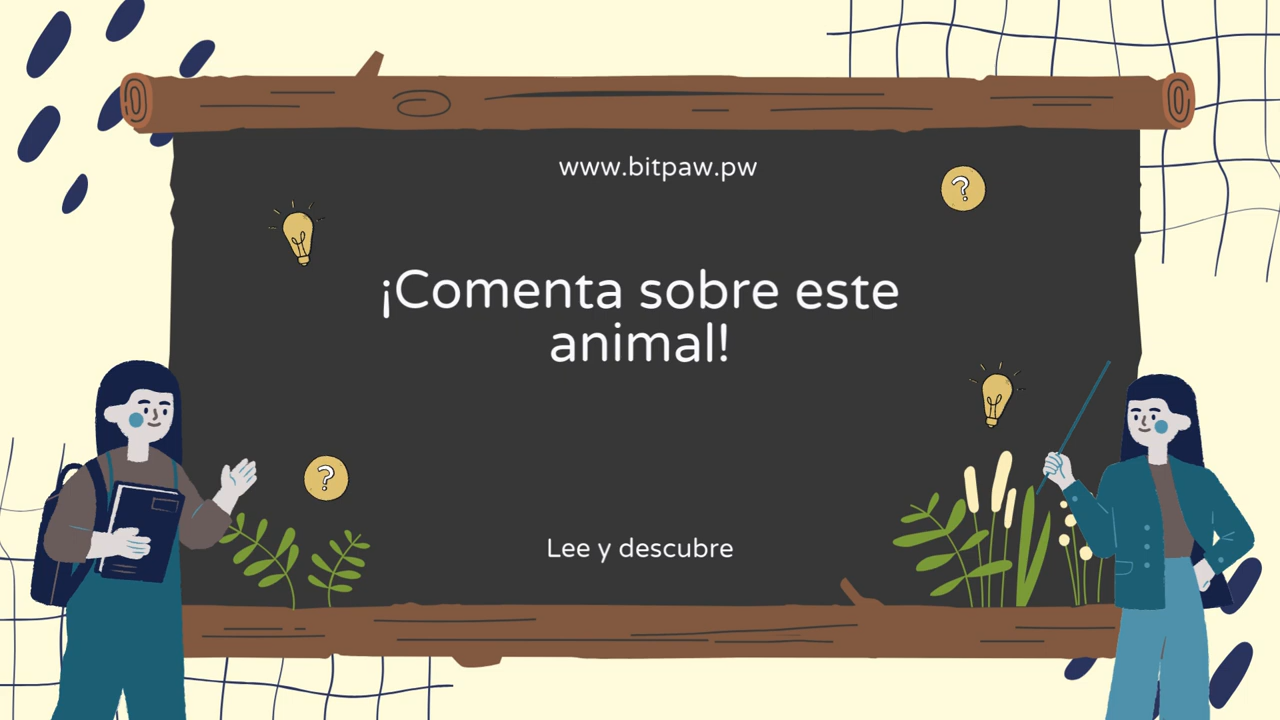 www.bitpaw.pw
?
¡Comenta sobre este
animal!
?
Lee y descubre